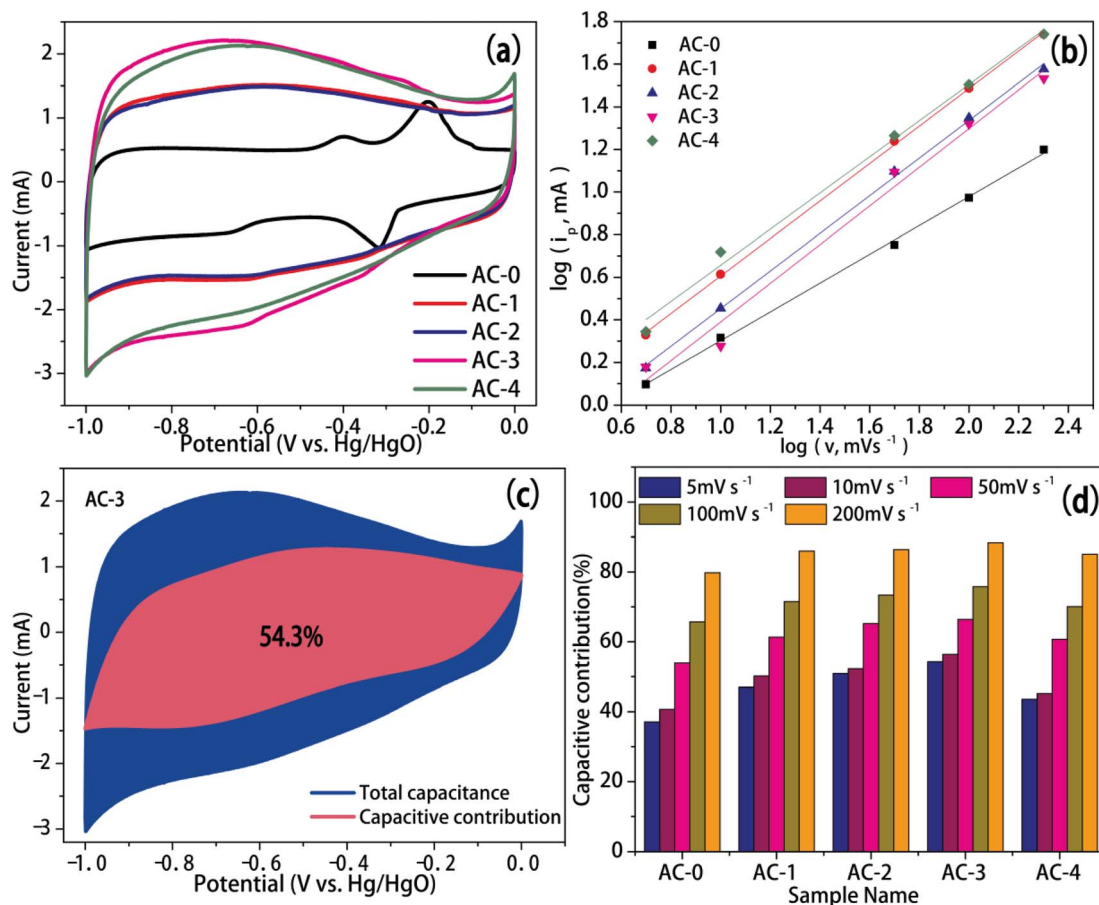 (a)
2
1
0
-1
-2
-3
Current (mA)
AC-0
AC-1
AC-2
AC-3
AC-4
-1.0 -0.8 -0.6 -0.4 -0.2 0.0
Potential (V vs. Hg/HgO)
(b)
AC-0
AC-1
AC-2
AC-3
AC-4
1.8
1.6
1.4
1.2
1.0
0.8
0.6
0.4
0.2
0.0
log ( ip, mA)
0.6 0.8 1.0 1.2 1.4 1.6 1.8 2.0 2.2 2.4
log ( v, mVs⁻¹ )
(c)
AC-3
2
1
0
-1
-2
-3
Current (mA)
54.3%
Total capacitance
Capacitive contribution
-1.0 -0.8 -0.6 -0.4 -0.2 0.0
Potential (V vs. Hg/HgO)
(d)
5mV s⁻¹ 10mV s⁻¹ 50mV s⁻¹
100mV s⁻¹ 200mV s⁻¹
100
80
60
40
20
0
Capacitive contribution(%)
AC-0 AC-1 AC-2 AC-3 AC-4
Sample Name